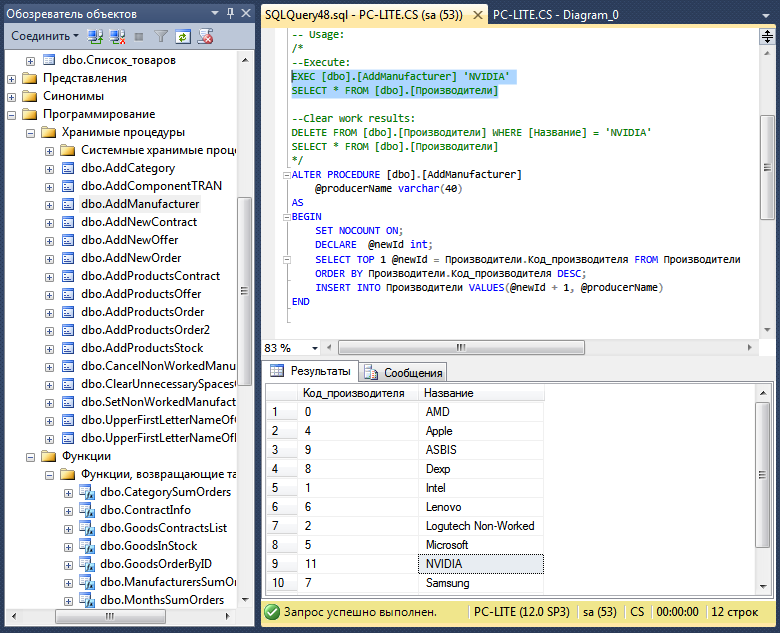 Обозреватель объектов
Соединить
dbo.Список_товаров
Представления
Синонимы
Программирование
Хранимые процедуры
Системные хранимые проце
dbo.AddCategory
dbo.AddComponentTRAN
dbo.AddManufacturer
dbo.AddNewContract
dbo.AddNewOffer
dbo.AddNewOrder
dbo.AddProductsContract
dbo.AddProductsOffer
dbo.AddProductsOrder
dbo.AddProductsOrder2
dbo.AddProductsStock
dbo.CancelNonWorkedManu
dbo.ClearUnnecessarySpaces
dbo.SetNonWorkedManufact
dbo.UpperFirstLetterNameOf
dbo.UpperFirstLetterNameOf
Функции
Функции, возвращающие та
dbo.CategorySumOrders
dbo.ContractInfo
dbo.GoodsContractsList
dbo.GoodsInStock
dbo.GoodsOrderByID
dbo.ManufacturersSumO
dbo.MonthsSumOrders
SQLQuery48.sql - PC-LITE.CS (sa (53))
PC-LITE.CS - Diagram_0
-- Usage:
/*
--Execute:
EXEC [dbo].[AddManufacturer] 'NVIDIA'
SELECT * FROM [dbo].[Производители]
--Clear work results:
DELETE FROM [dbo].[Производители] WHERE [Название] = 'NVIDIA'
SELECT * FROM [dbo].[Производители]
*/
ALTER PROCEDURE [dbo].[AddManufacturer]
@producerName varchar(40)
AS
BEGIN
SET NOCOUNT ON;
DECLARE @newId int;
SELECT TOP 1 @newId = Производители.Код_производителя FROM Производители
ORDER BY Производители.Код_производителя DESC;
INSERT INTO Производители VALUES(@newId + 1, @producerName)
END
83 %
Результаты
Сообщения
Код_производителя Название
1 0 AMD
2 4 Apple
3 9 ASBIS
4 8 Dexp
5 1 Intel
6 6 Lenovo
7 2 Logutech Non-Worked
8 5 Microsoft
9 11 NVIDIA
10 7 Samsung
Запрос успешно выполнен.
PC-LITE (12.0 SP3)
sa (53)
CS
00:00:00
12 строк